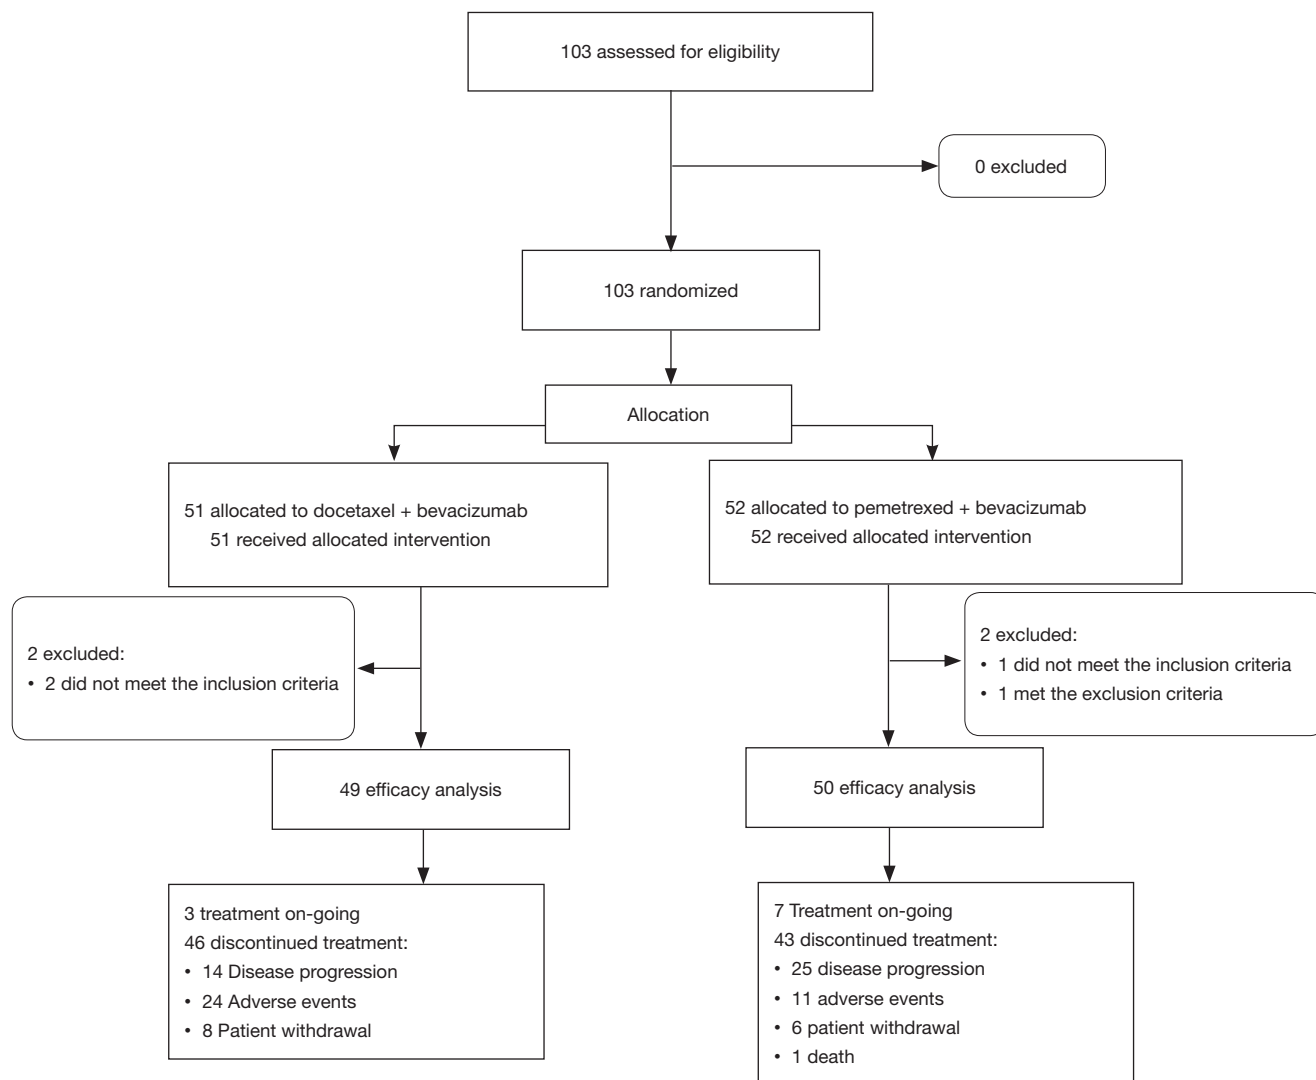 103 assessed for eligibility
0 excluded
103 randomized
Allocation
51 allocated to docetaxel + bevacizumab
51 received allocated intervention
52 allocated to pemetrexed + bevacizumab
52 received allocated intervention
2 excluded:
• 2 did not meet the inclusion criteria
2 excluded:
• 1 did not meet the inclusion criteria
• 1 met the exclusion criteria
49 efficacy analysis
50 efficacy analysis
3 treatment on-going
46 discontinued treatment:
• 14 Disease progression
• 24 Adverse events
• 8 Patient withdrawal
7 Treatment on-going
43 discontinued treatment:
• 25 disease progression
• 11 adverse events
• 6 patient withdrawal
• 1 death